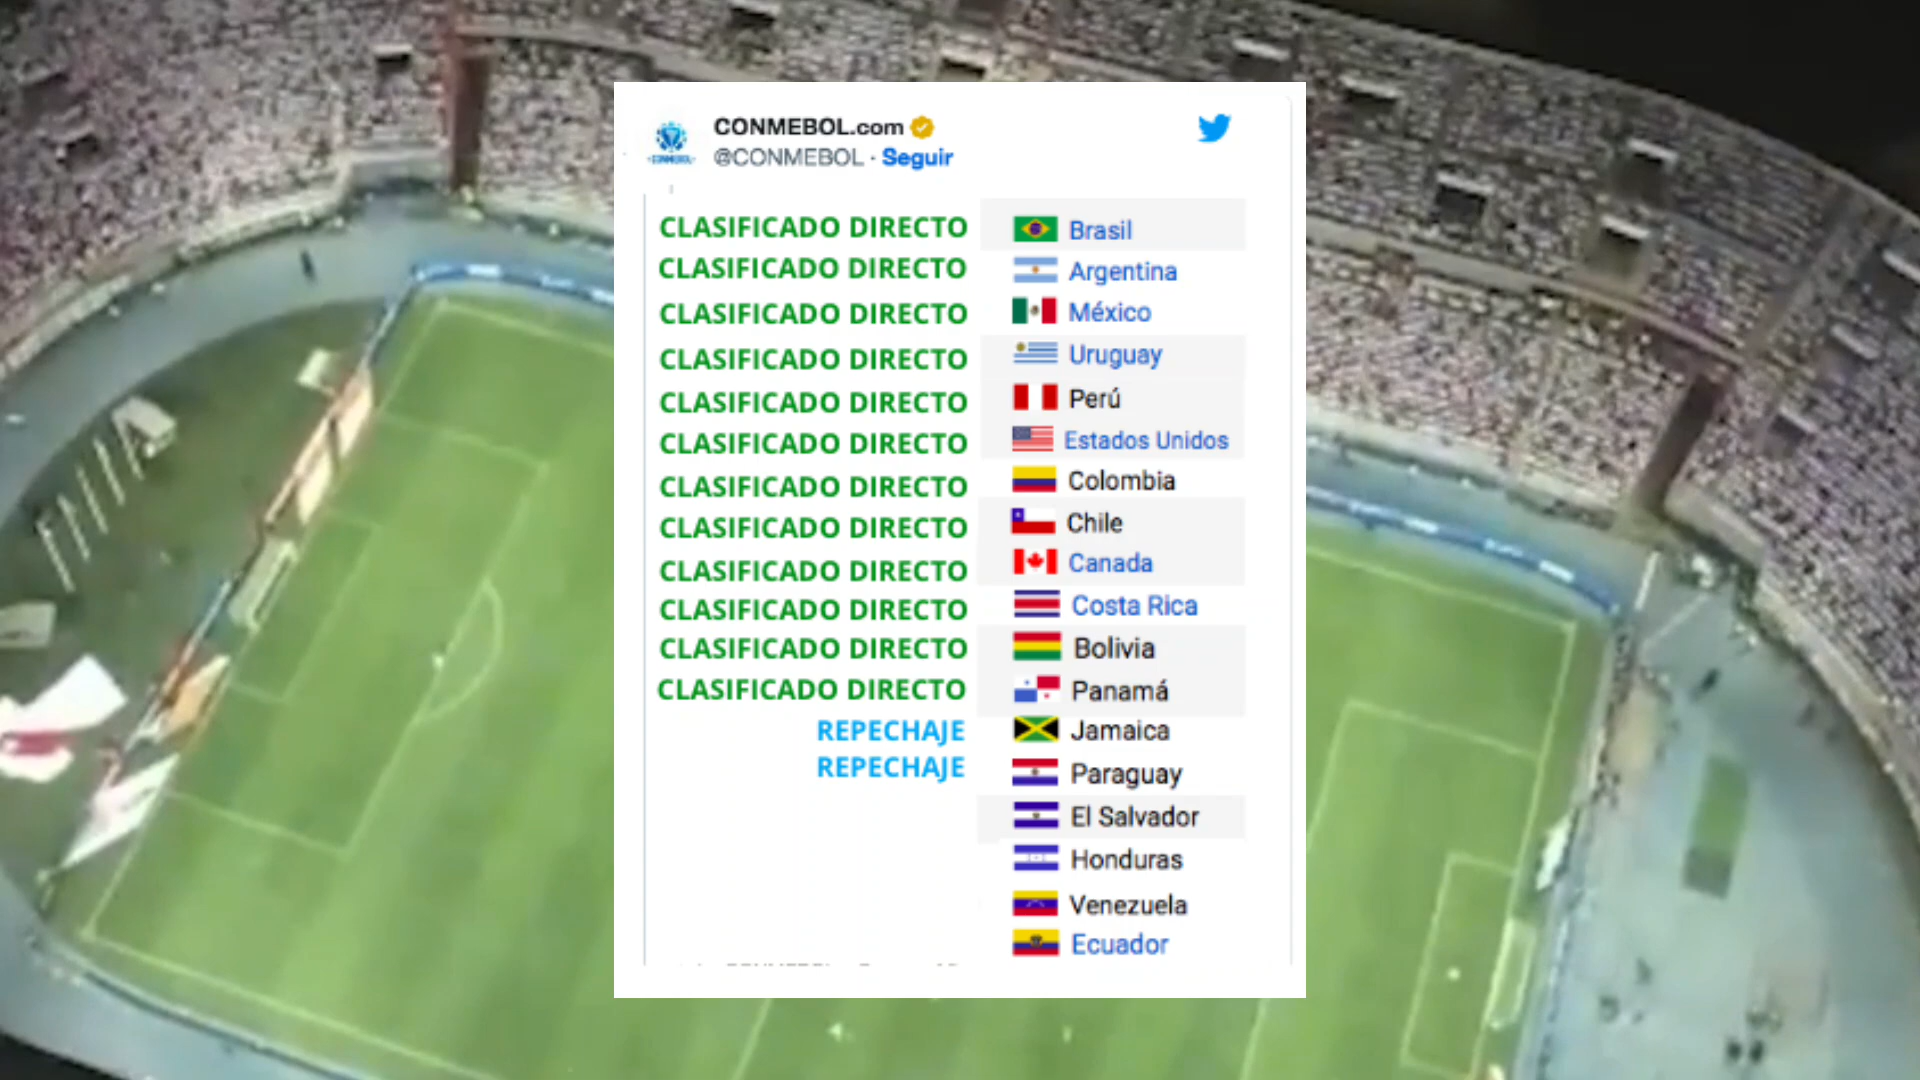 CONMEBOL.com
@CONMEBOL · Seguir
CLASIFICADO DIRECTO Brasil
CLASIFICADO DIRECTO Argentina
CLASIFICADO DIRECTO México
CLASIFICADO DIRECTO Uruguay
CLASIFICADO DIRECTO Perú
CLASIFICADO DIRECTO Estados Unidos
CLASIFICADO DIRECTO Colombia
CLASIFICADO DIRECTO Chile
CLASIFICADO DIRECTO Canada
CLASIFICADO DIRECTO Costa Rica
CLASIFICADO DIRECTO Bolivia
CLASIFICADO DIRECTO Panamá
REPECHAJE Jamaica
REPECHAJE Paraguay
El Salvador
Honduras
Venezuela
Ecuador